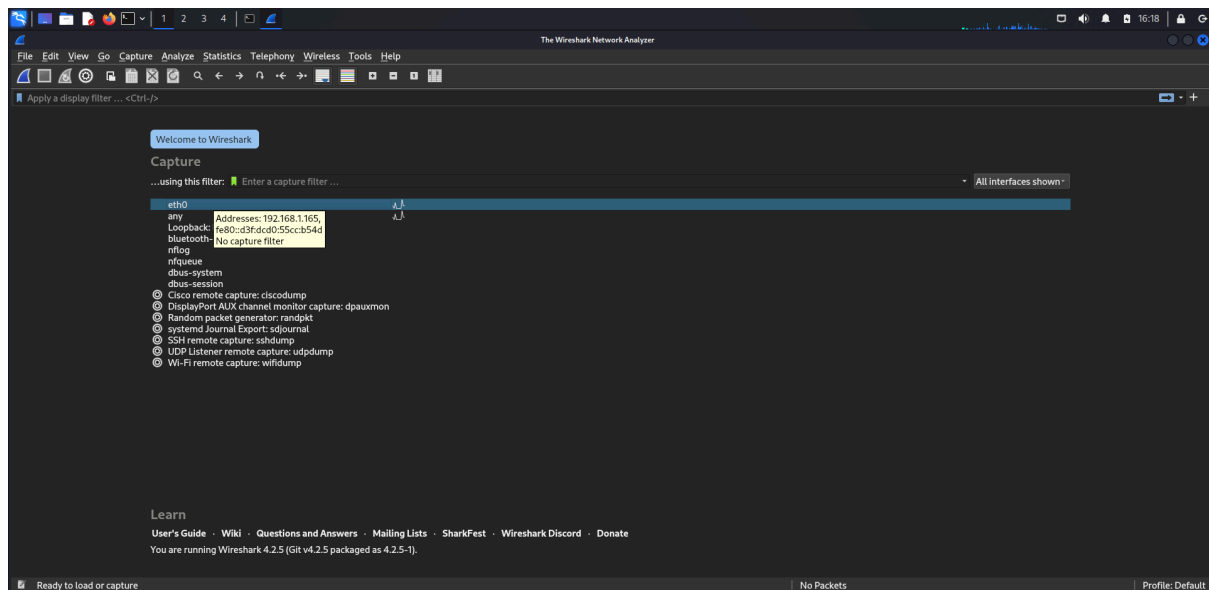 1 2 3 4 16:18
The Wireshark Network Analyzer
File Edit View Go Capture Analyze Statistics Telephony Wireless Tools Help
Apply a display filter ... <Ctrl-/>
Welcome to Wireshark
Capture
...using this filter: Enter a capture filter ... All interfaces shown
eth0
any
Addresses: 192.168.1.165,
Loopback: fe80::d3f:dcd0:55cc:b54d
bluetooth- No capture filter
nflog
nfqueue
dbus-system
dbus-session
Cisco remote capture: ciscodump
DisplayPort AUX channel monitor capture: dpauxmon
Random packet generator: randpkt
systemd Journal Export: sdjournal
SSH remote capture: sshdump
UDP Listener remote capture: udpdump
Wi-Fi remote capture: wifidump
Learn
User's Guide · Wiki · Questions and Answers · Mailing Lists · SharkFest · Wireshark Discord · Donate
You are running Wireshark 4.2.5 (Git v4.2.5 packaged as 4.2.5-1).
Ready to load or capture No Packets Profile: Default